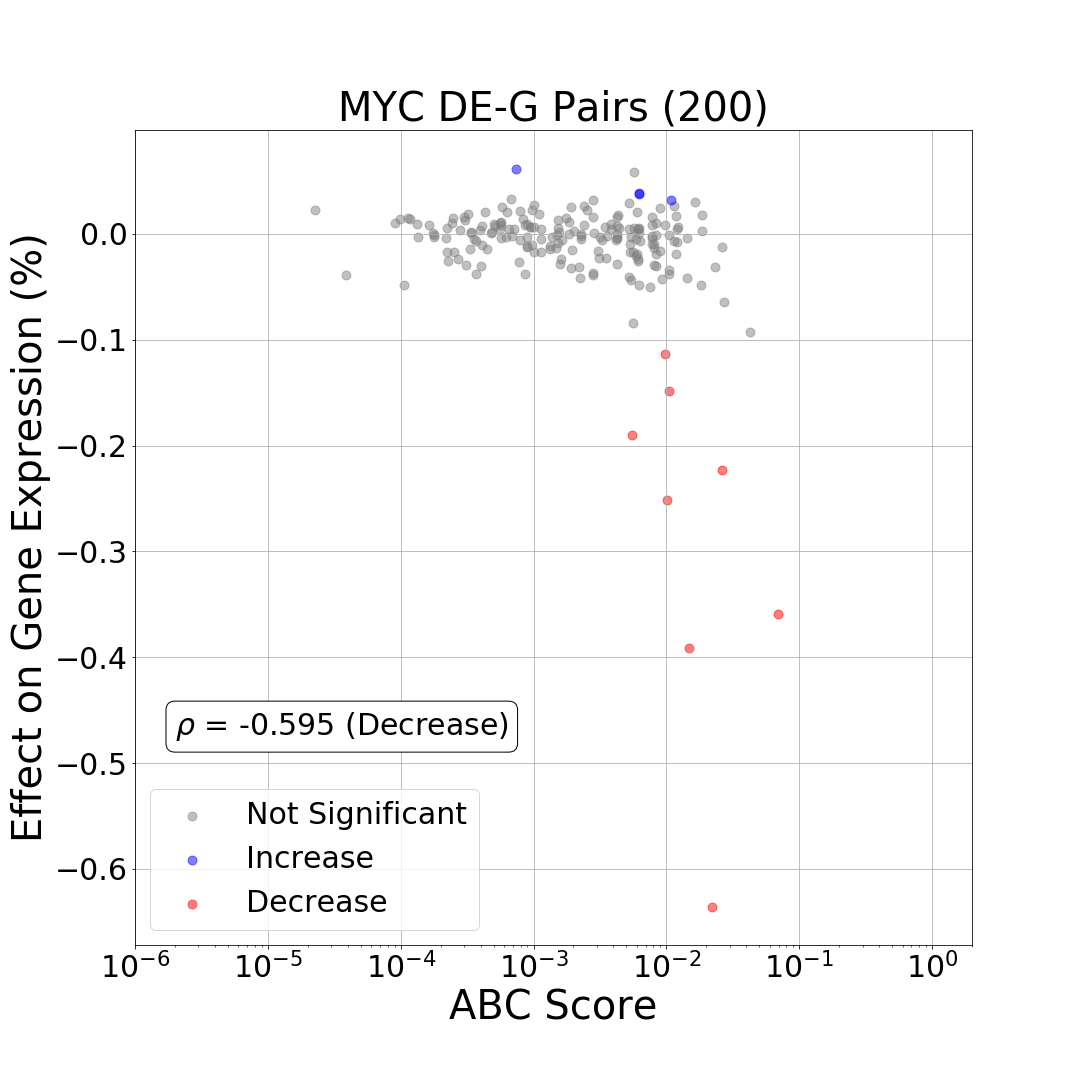 MYC DE-G Pairs (200)
Effect on Gene Expression (%)
0.0
−0.1
−0.2
−0.3
−0.4
−0.5
−0.6
ρ = -0.595 (Decrease)
Not Significant
Increase
Decrease
10⁻⁶ 10⁻⁵ 10⁻⁴ 10⁻³ 10⁻² 10⁻¹ 10⁰
ABC Score